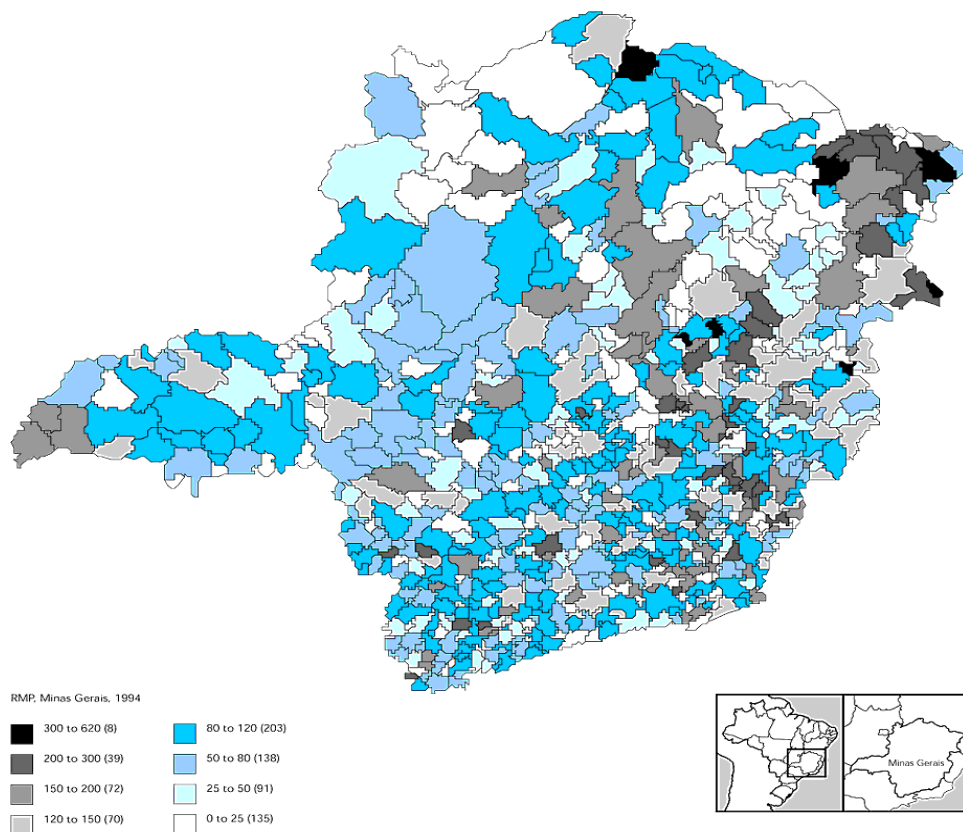 RMP, Minas Gerais, 1994
300 to 620 (8)
200 to 300 (39)
150 to 200 (72)
120 to 150 (70)
80 to 120 (203)
50 to 80 (138)
25 to 50 (91)
0 to 25 (135)
Minas Gerais